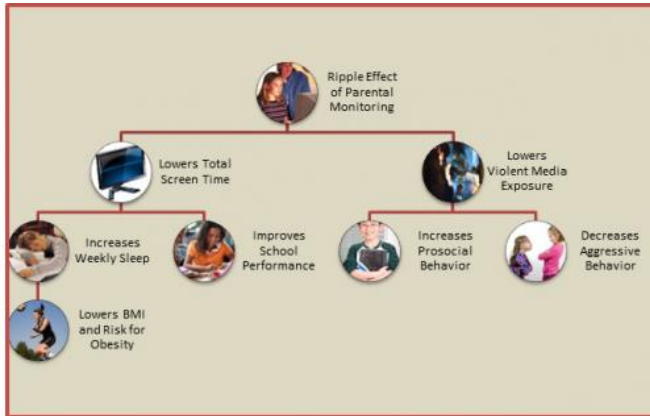 Ripple Effect
of Parental
Monitoring
Lowers Total
Screen Time
Lowers
Violent Media
Exposure
Increases
Weekly Sleep
Improves
School
Performance
Increases
Prosocial
Behavior
Decreases
Aggressive
Behavior
Lowers BMI
and Risk for
Obesity